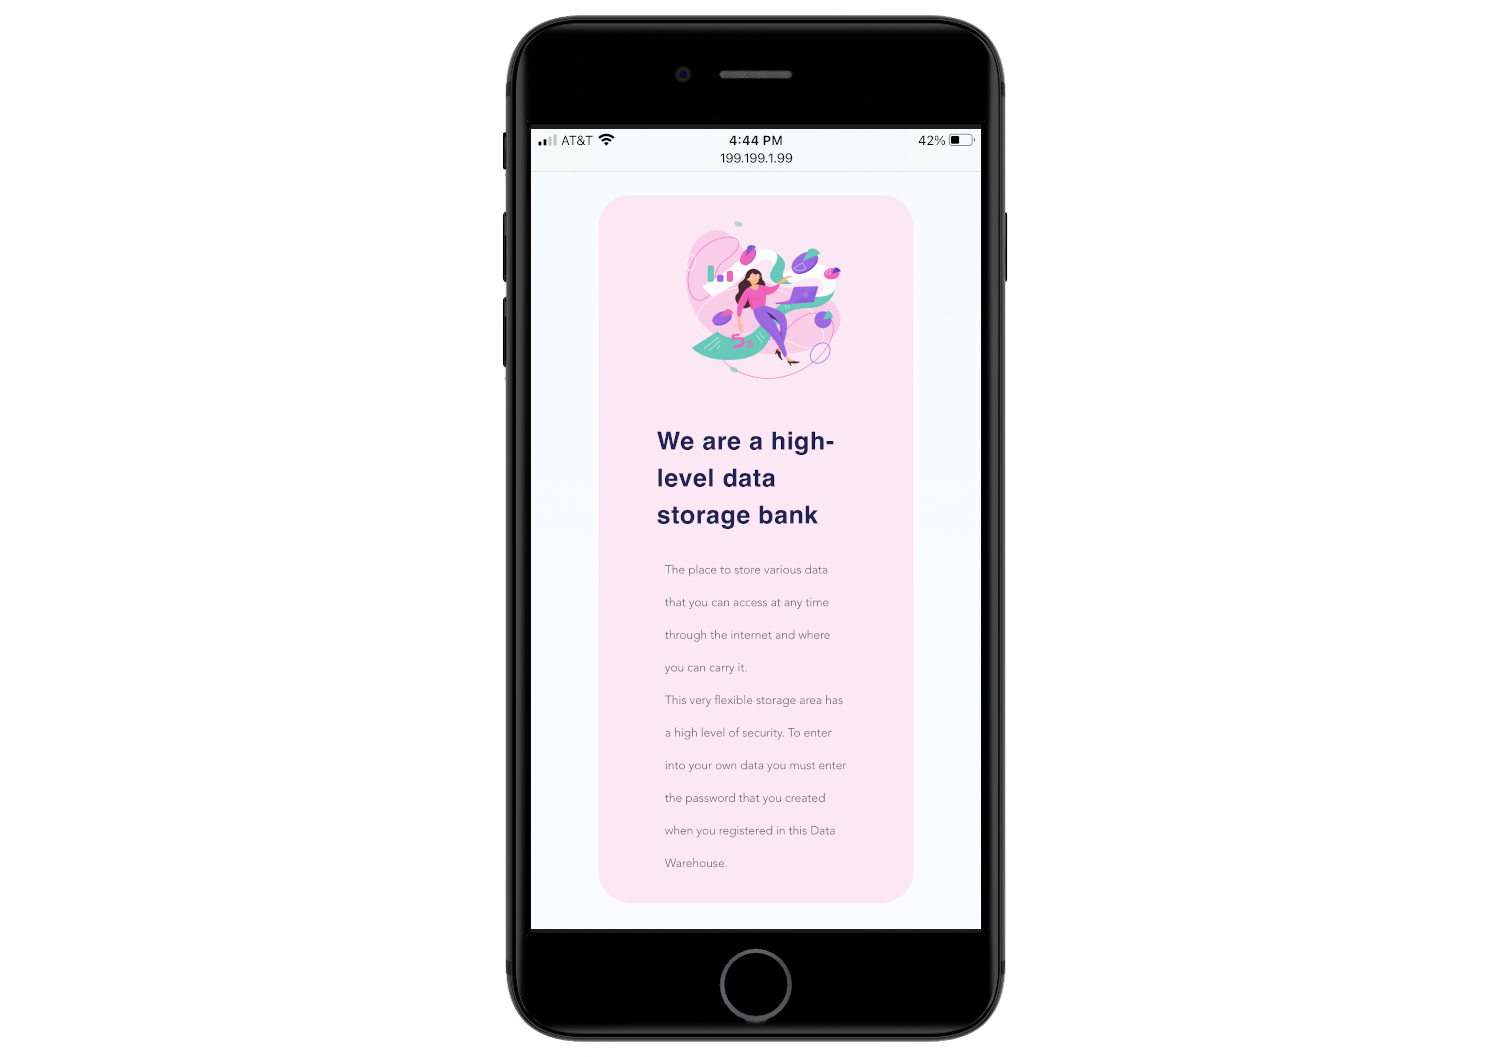 AT&T 4:44 PM 42%
199.199.1.99
5%
We are a high-
level data
storage bank
The place to store various data
that you can access at any time
through the internet and where
you can carry it.
This very flexible storage area has
a high level of security. To enter
into your own data you must enter
the password that you created
when you registered in this Data
Warehouse.